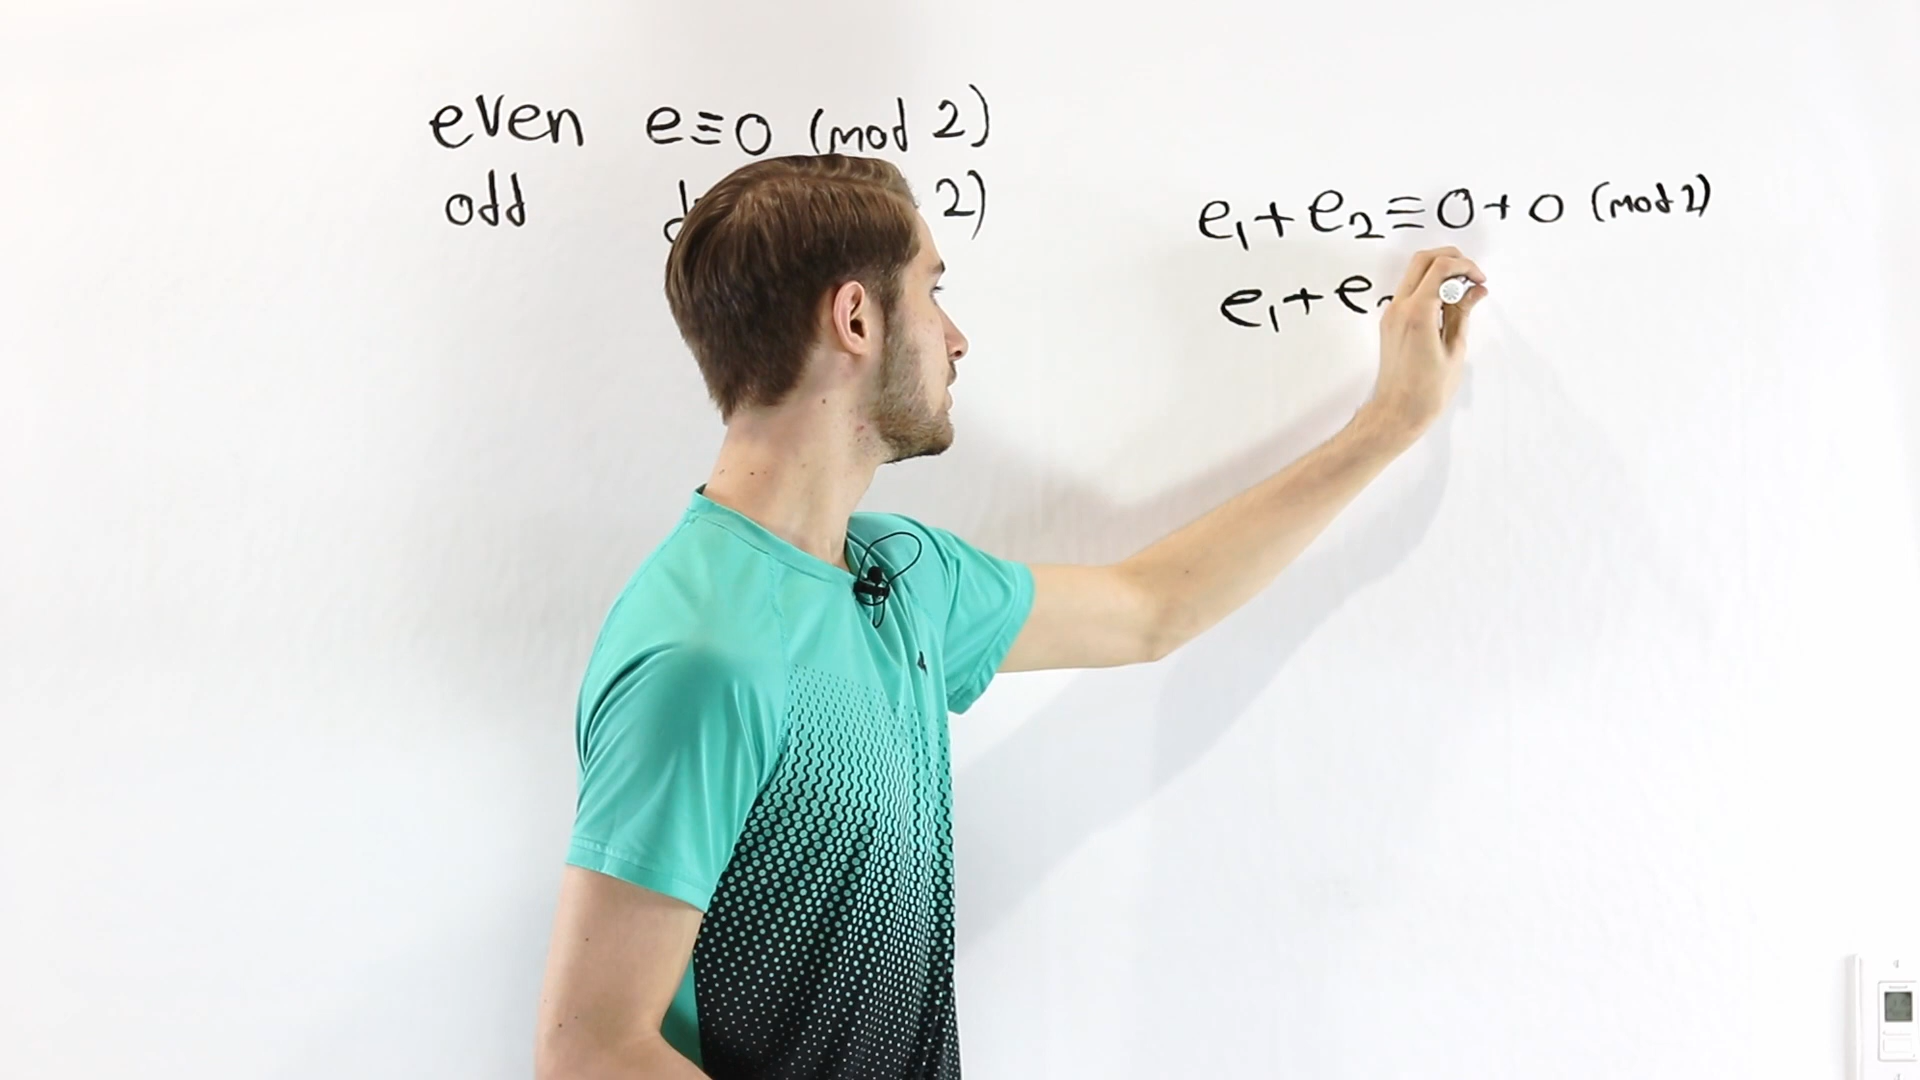 even e≡0 (mod 2)
odd 2)
e₁+e₂≡0+0 (mod 2)
e₁+e